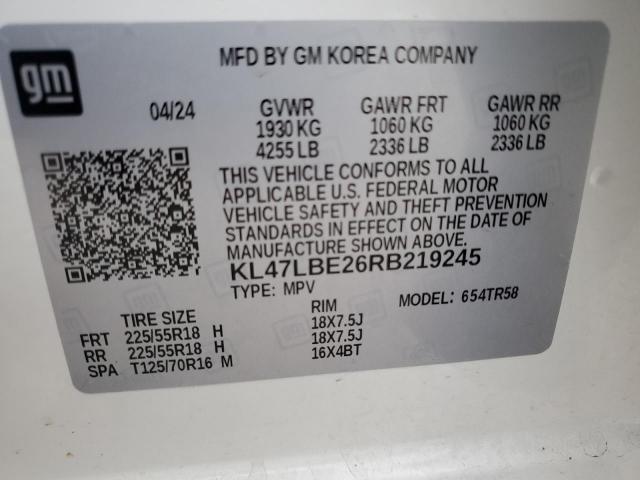 gm
MFD BY GM KOREA COMPANY
04/24 GVWR GAWR FRT GAWR RR
1930 KG 1060 KG 1060 KG
4255 LB 2336 LB 2336 LB
THIS VEHICLE CONFORMS TO ALL
APPLICABLE U.S. FEDERAL MOTOR
VEHICLE SAFETY AND THEFT PREVENTION
STANDARDS IN EFFECT ON THE DATE OF
MANUFACTURE SHOWN ABOVE.
KL47LBE26RB219245
TYPE: MPV MODEL: 654TR58
TIRE SIZE RIM
FRT 225/55R18 H 18X7.5J
RR 225/55R18 H 18X7.5J
SPA T125/70R16 M 16X4BT